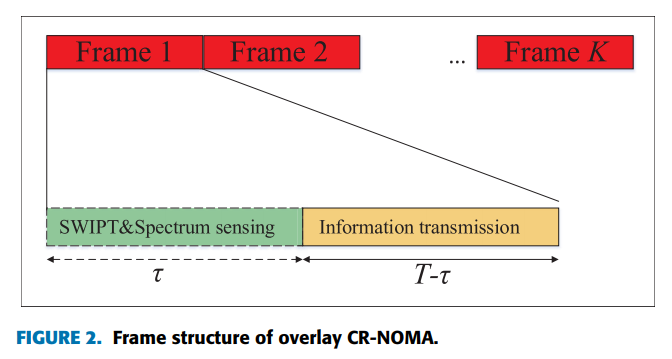 Frame 1 Frame 2 ... Frame K
SWIPT&Spectrum sensing Information transmission
τ T-τ
FIGURE 2. Frame structure of overlay CR-NOMA.